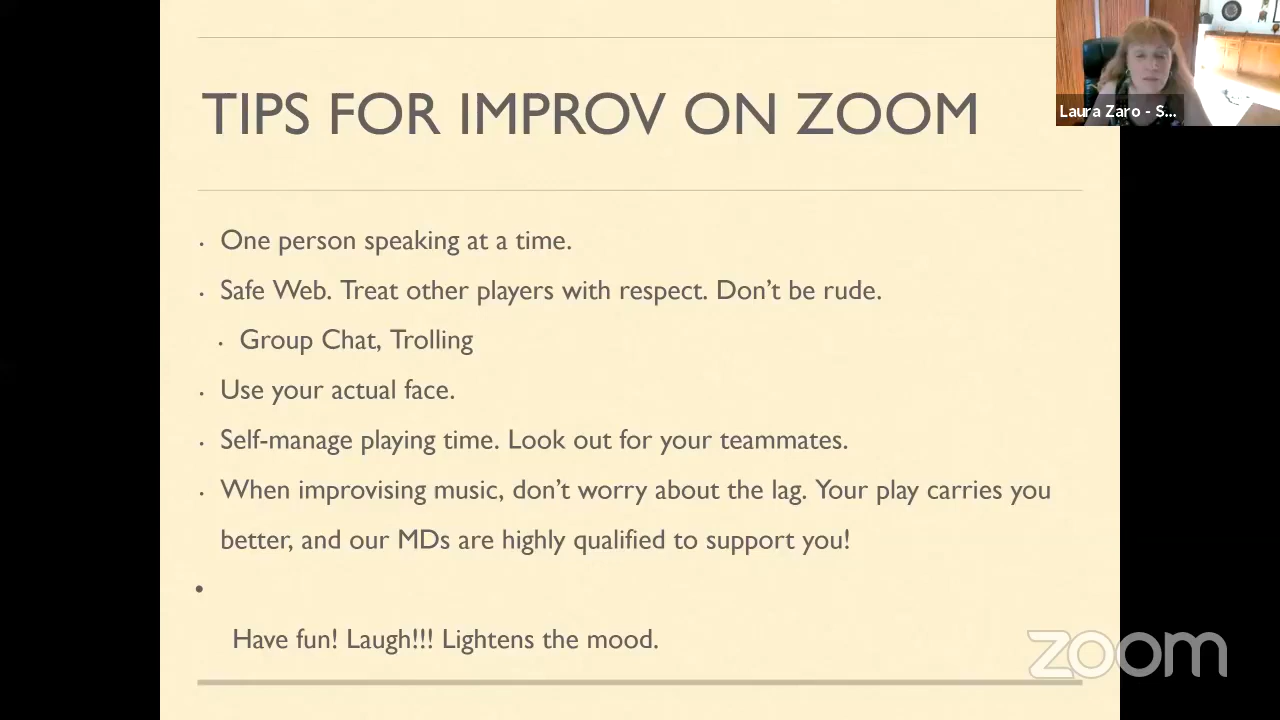 TIPS FOR IMPROV ON ZOOM
Laura Zaro - S...
· One person speaking at a time.
· Safe Web. Treat other players with respect. Don’t be rude.
· Group Chat, Trolling
· Use your actual face.
· Self-manage playing time. Look out for your teammates.
· When improvising music, don’t worry about the lag. Your play carries you
better, and our MDs are highly qualified to support you!
•
Have fun! Laugh!!! Lightens the mood.
zoom